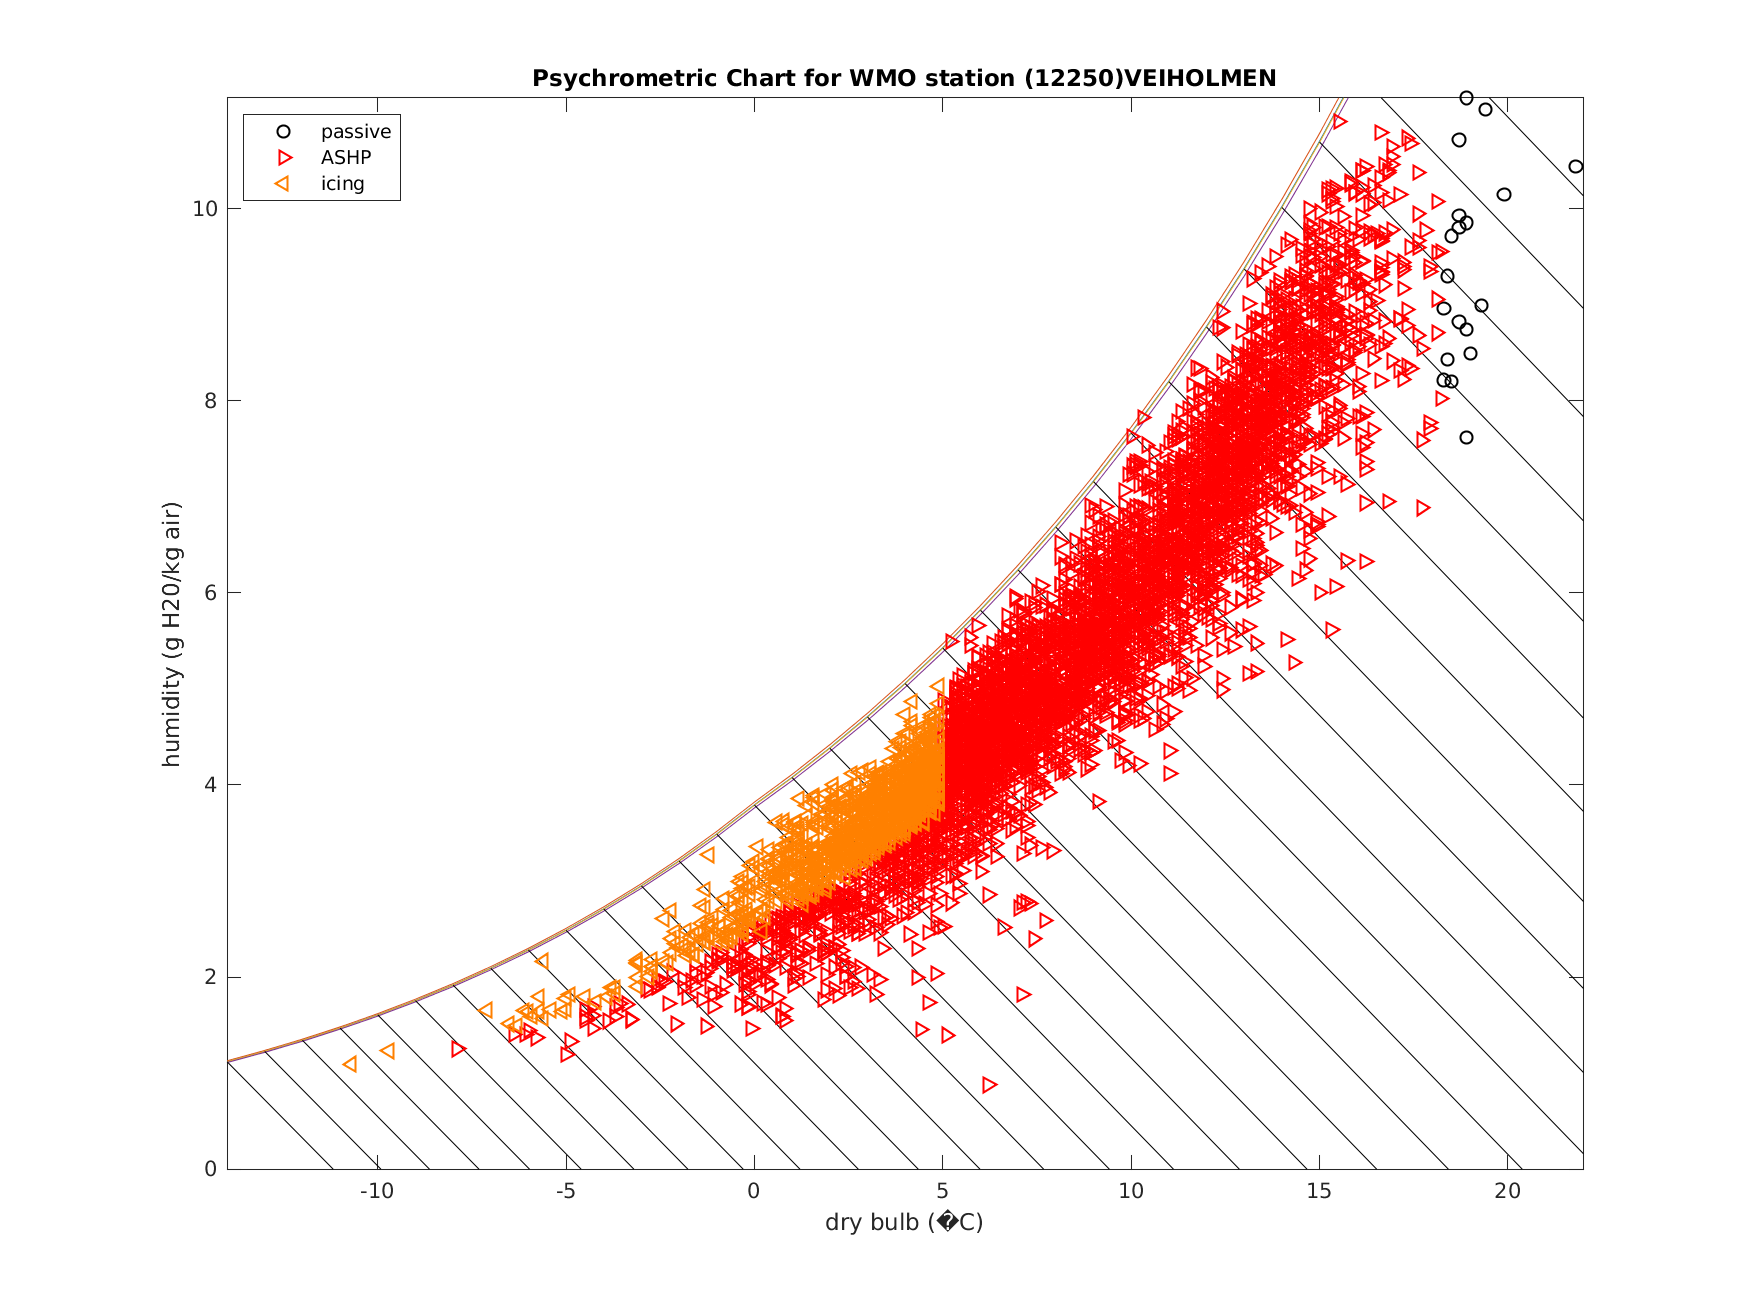 Psychrometric Chart for WMO station (12250)VEIHOLMEN
passive
ASHP
icing
humidity (g H20/kg air)
10
8
6
4
2
0
-10
-5
0
5
10
15
20
dry bulb (�C)